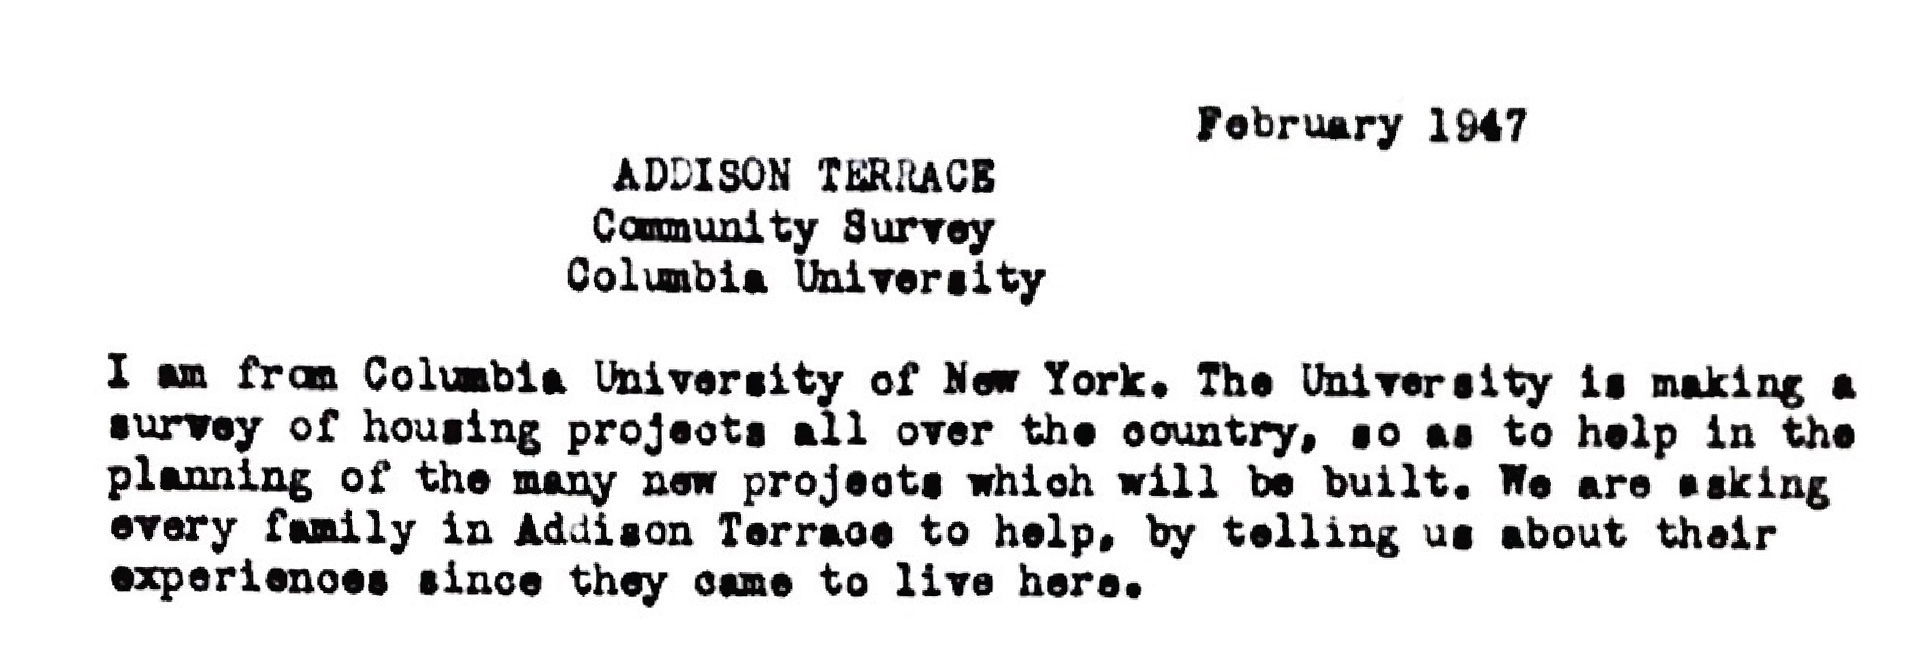 February 1947
ADDISON TERRACE
Community Survey
Columbia University
I am from Columbia University of New York. The University is making a
survey of housing projects all over the country, so as to help in the
planning of the many new projects which will be built. We are asking
every family in Addison Terrace to help, by telling us about their
experiences since they came to live here.